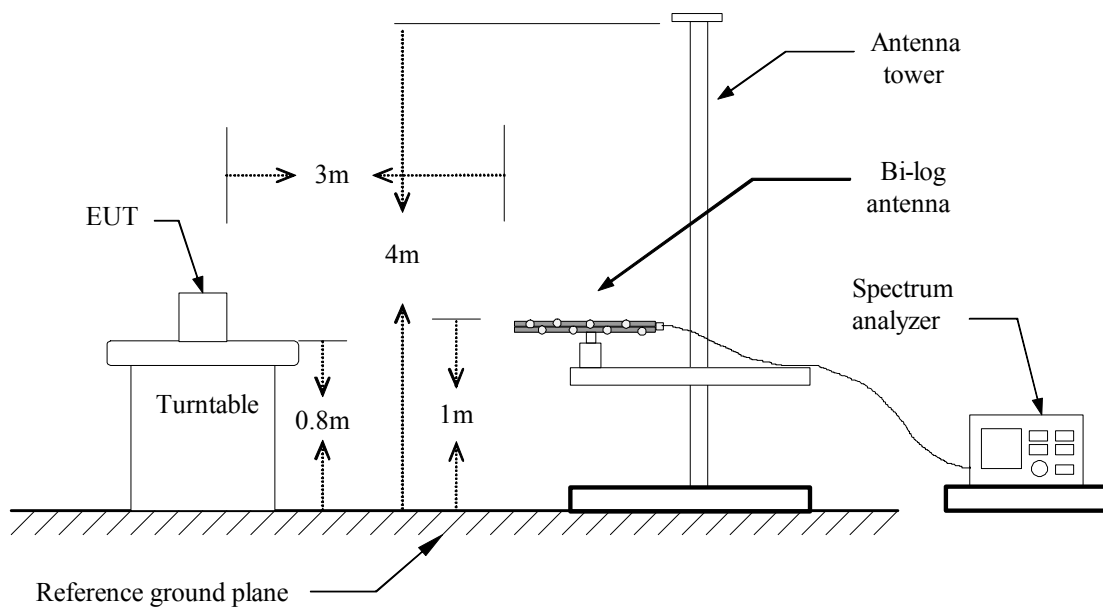 Antenna
tower
3m
Bi-log
antenna
EUT
4m
Spectrum
analyzer
Turntable
0.8m
1m
Reference ground plane